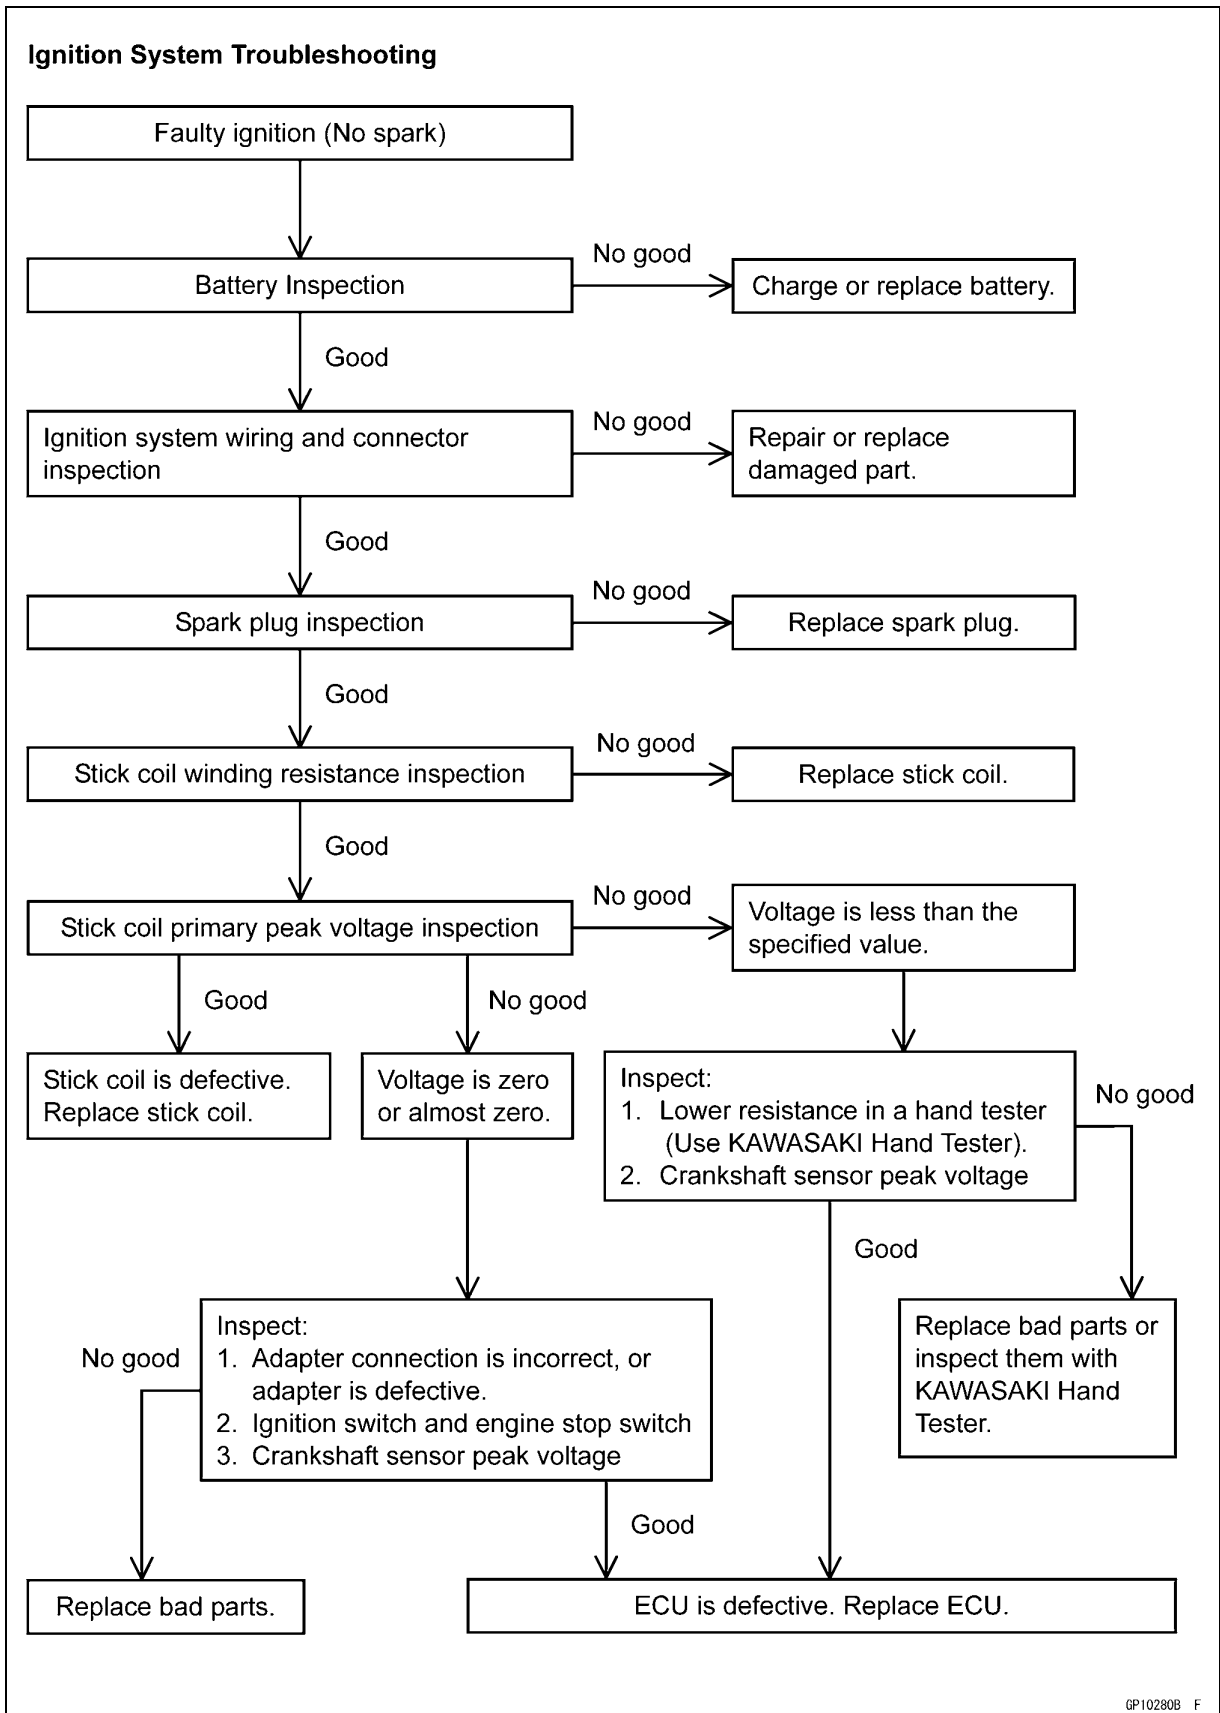 Ignition System Troubleshooting
Faulty ignition (No spark)
No good
Battery Inspection
Charge or replace battery.
Good
Ignition system wiring and connector
inspection
No good
Repair or replace
damaged part.
Good
No good
Spark plug inspection
Replace spark plug.
Good
No good
Stick coil winding resistance inspection
Replace stick coil.
Good
No good
Stick coil primary peak voltage inspection
Voltage is less than the
specified value.
Good
No good
Stick coil is defective.
Replace stick coil.
Voltage is zero
or almost zero.
Inspect:
1. Lower resistance in a hand tester
(Use KAWASAKI Hand Tester).
2. Crankshaft sensor peak voltage
No good
Good
No good
Inspect:
1. Adapter connection is incorrect, or
adapter is defective.
2. Ignition switch and engine stop switch
3. Crankshaft sensor peak voltage
Replace bad parts or
inspect them with
KAWASAKI Hand
Tester.
Good
Replace bad parts.
ECU is defective. Replace ECU.
GP10280B F